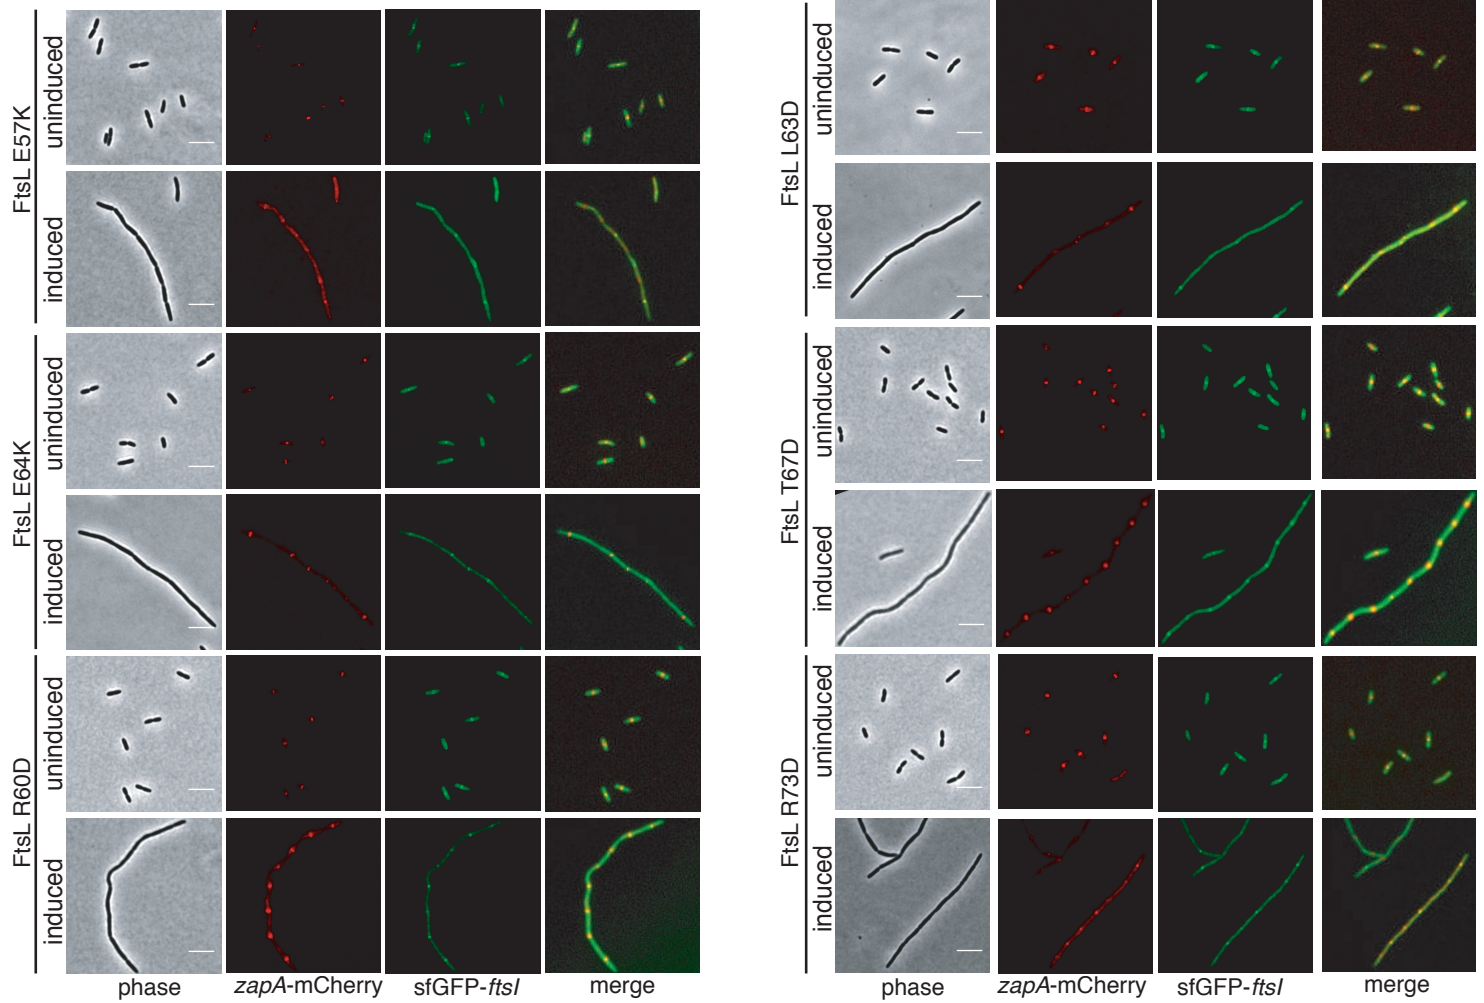 FtsL E57K
uninduced
induced
FtsL E64K
uninduced
induced
FtsL R60D
uninduced
induced
phase
zapA-mCherry
sfGFP-ftsI
merge
FtsL L63D
uninduced
induced
FtsL T67D
uninduced
induced
FtsL R73D
uninduced
induced
phase
zapA-mCherry
sfGFP-ftsI
merge